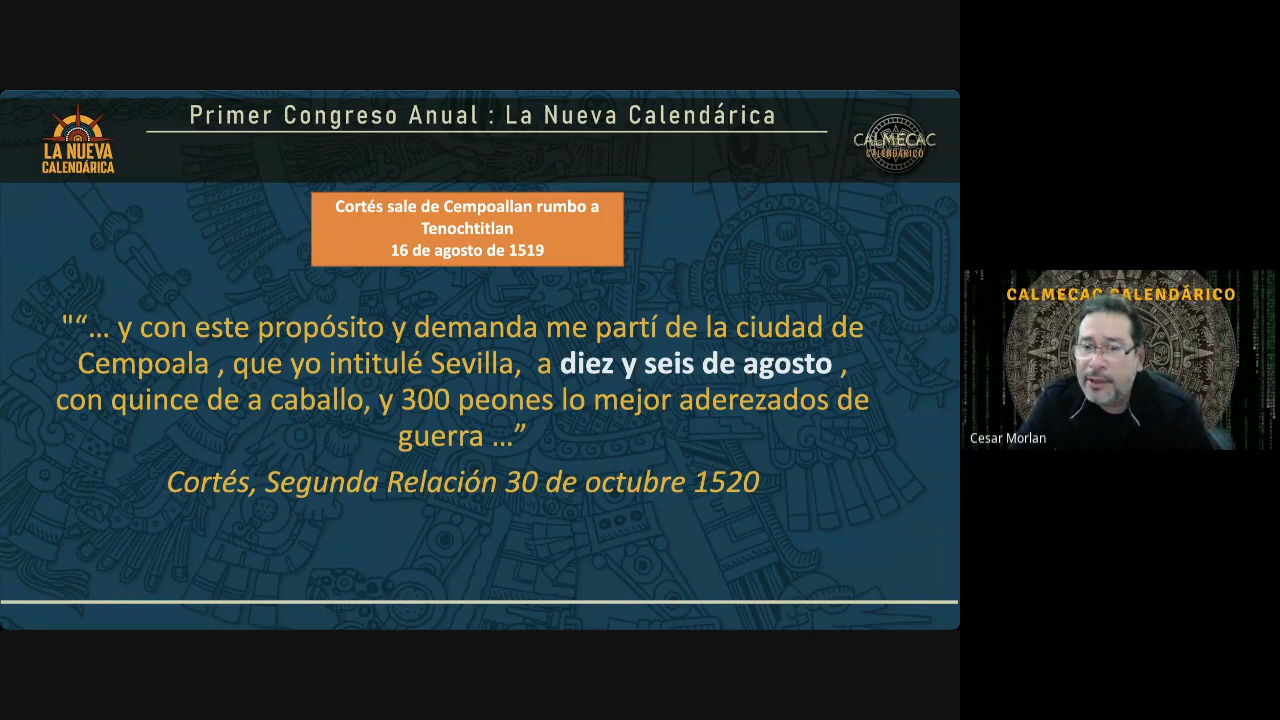 Primer Congreso Anual : La Nueva Calendárica
LA NUEVA
CALENDÁRICA
CALMECAC
CALENDÁRICO
Cortés sale de Cempoallan rumbo a
Tenochtitlan
16 de agosto de 1519
"“… y con este propósito y demanda me partí de la ciudad de
Cempoala , que yo intitulé Sevilla,  a diez y seis de agosto ,
con quince de a caballo, y 300 peones lo mejor aderezados de
guerra …”
Cortés, Segunda Relación 30 de octubre 1520
CALMECAC CALENDÁRICO
Cesar Morlan